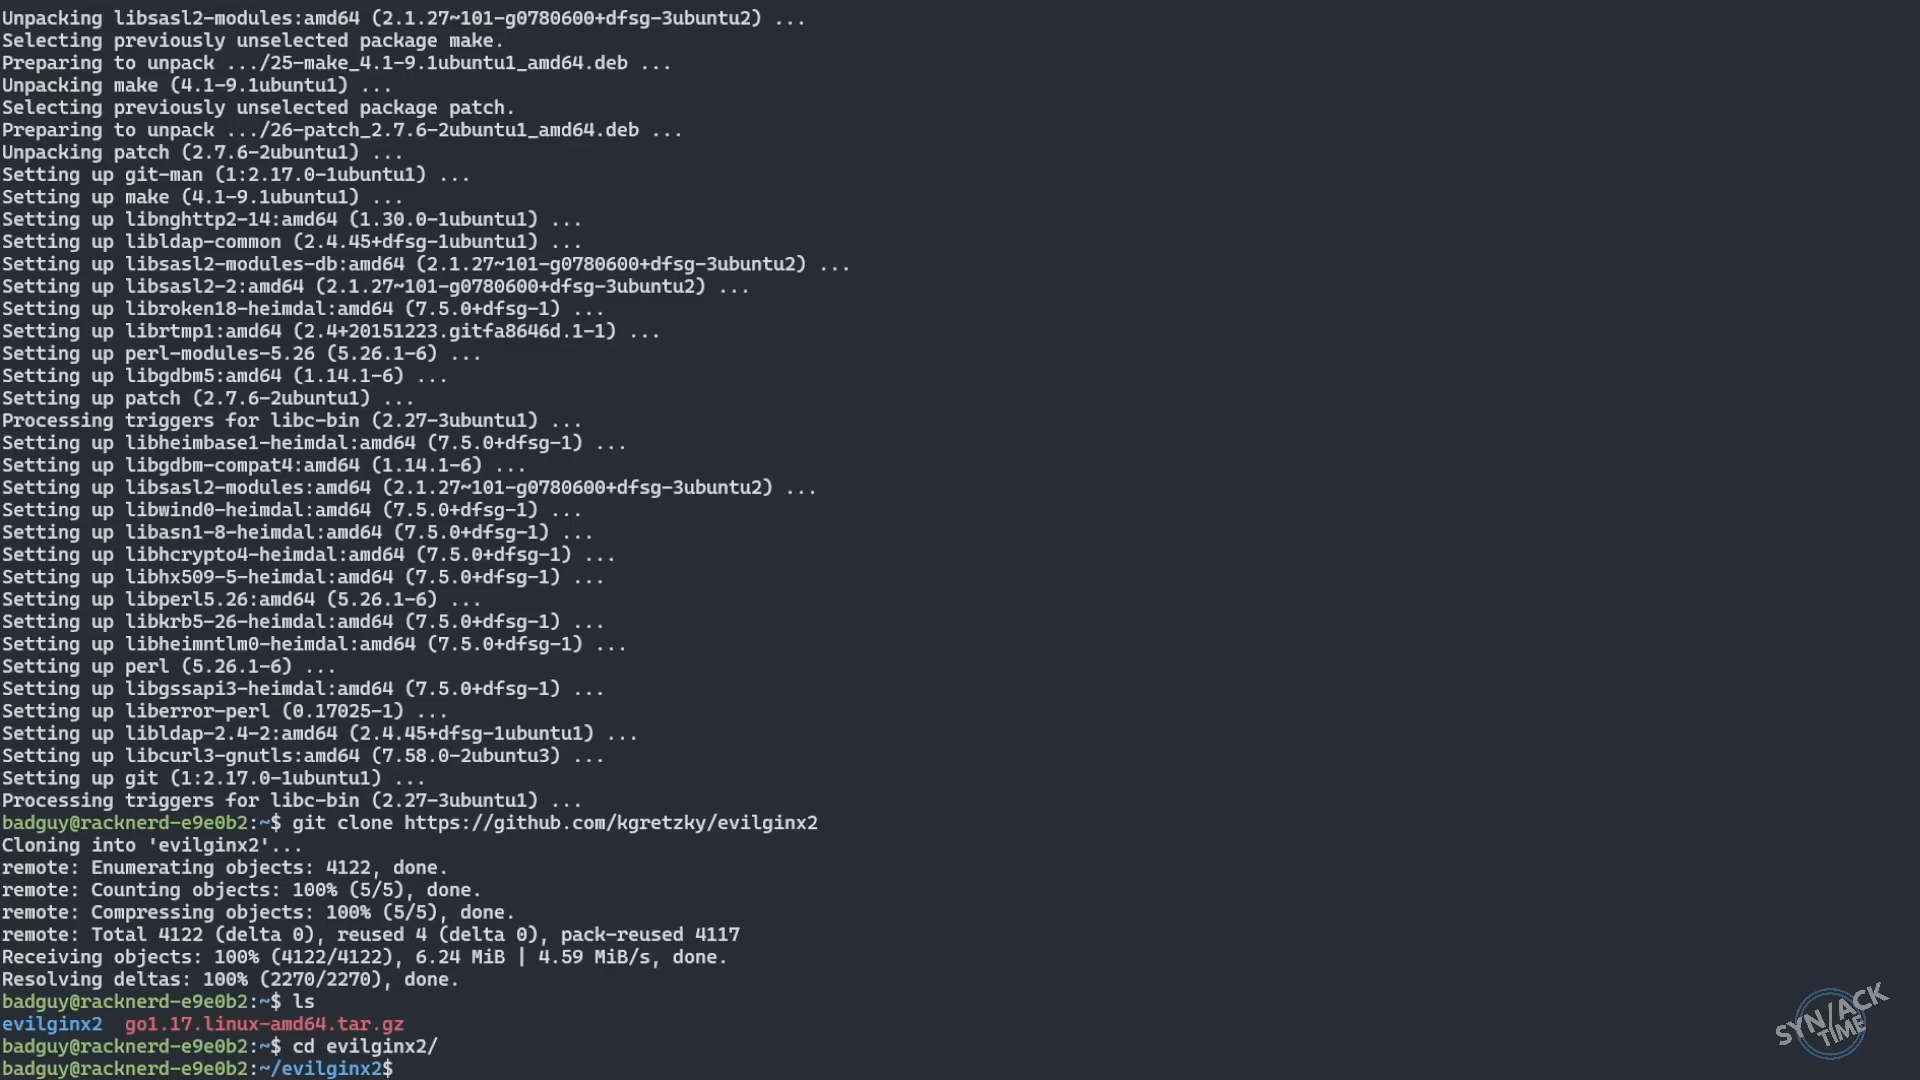 Unpacking libsasl2-modules:amd64 (2.1.27~101-g0780600+dfsg-3ubuntu2) ...
Selecting previously unselected package make.
Preparing to unpack .../25-make_4.1-9.1ubuntu1_amd64.deb ...
Unpacking make (4.1-9.1ubuntu1) ...
Selecting previously unselected package patch.
Preparing to unpack .../26-patch_2.7.6-2ubuntu1_amd64.deb ...
Unpacking patch (2.7.6-2ubuntu1) ...
Setting up git-man (1:2.17.0-1ubuntu1) ...
Setting up make (4.1-9.1ubuntu1) ...
Setting up libnghttp2-14:amd64 (1.30.0-1ubuntu1) ...
Setting up libldap-common (2.4.45+dfsg-1ubuntu1) ...
Setting up libsasl2-modules-db:amd64 (2.1.27~101-g0780600+dfsg-3ubuntu2) ...
Setting up libsasl2-2:amd64 (2.1.27~101-g0780600+dfsg-3ubuntu2) ...
Setting up libroken18-heimdal:amd64 (7.5.0+dfsg-1) ...
Setting up librtmp1:amd64 (2.4+20151223.gitfa8646d.1-1) ...
Setting up perl-modules-5.26 (5.26.1-6) ...
Setting up libgdbm5:amd64 (1.14.1-6) ...
Setting up patch (2.7.6-2ubuntu1) ...
Processing triggers for libc-bin (2.27-3ubuntu1) ...
Setting up libheimbase1-heimdal:amd64 (7.5.0+dfsg-1) ...
Setting up libgdbm-compat4:amd64 (1.14.1-6) ...
Setting up libsasl2-modules:amd64 (2.1.27~101-g0780600+dfsg-3ubuntu2) ...
Setting up libwind0-heimdal:amd64 (7.5.0+dfsg-1) ...
Setting up libasn1-8-heimdal:amd64 (7.5.0+dfsg-1) ...
Setting up libhcrypto4-heimdal:amd64 (7.5.0+dfsg-1) ...
Setting up libhx509-5-heimdal:amd64 (7.5.0+dfsg-1) ...
Setting up libperl5.26:amd64 (5.26.1-6) ...
Setting up libkrb5-26-heimdal:amd64 (7.5.0+dfsg-1) ...
Setting up libheimntlm0-heimdal:amd64 (7.5.0+dfsg-1) ...
Setting up perl (5.26.1-6) ...
Setting up libgssapi3-heimdal:amd64 (7.5.0+dfsg-1) ...
Setting up liberror-perl (0.17025-1) ...
Setting up libldap-2.4-2:amd64 (2.4.45+dfsg-1ubuntu1) ...
Setting up libcurl3-gnutls:amd64 (7.58.0-2ubuntu3) ...
Setting up git (1:2.17.0-1ubuntu1) ...
Processing triggers for libc-bin (2.27-3ubuntu1) ...
badguy@racknerd-e9e0b2:~$ git clone https://github.com/kgretzky/evilginx2
Cloning into 'evilginx2'...
remote: Enumerating objects: 4122, done.
remote: Counting objects: 100% (5/5), done.
remote: Compressing objects: 100% (5/5), done.
remote: Total 4122 (delta 0), reused 4 (delta 0), pack-reused 4117
Receiving objects: 100% (4122/4122), 6.24 MiB | 4.59 MiB/s, done.
Resolving deltas: 100% (2270/2270), done.
badguy@racknerd-e9e0b2:~$ ls
evilginx2  go1.17.linux-amd64.tar.gz
badguy@racknerd-e9e0b2:~$ cd evilginx2/
badguy@racknerd-e9e0b2:~/evilginx2$
SYN/ACK
TIME